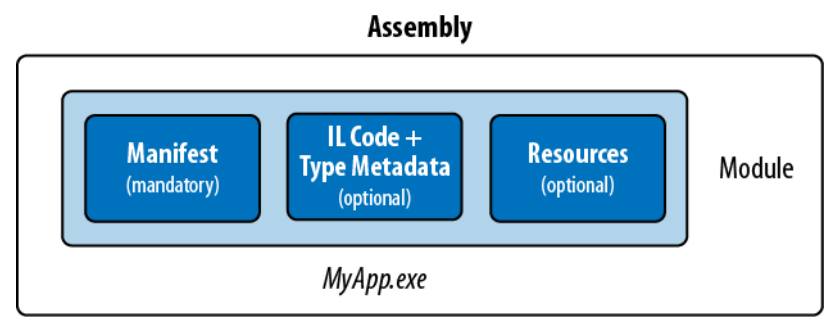 Assembly
Manifest
(mandatory)
IL Code +
Type Metadata
(optional)
Resources
(optional)
Module
MyApp.exe